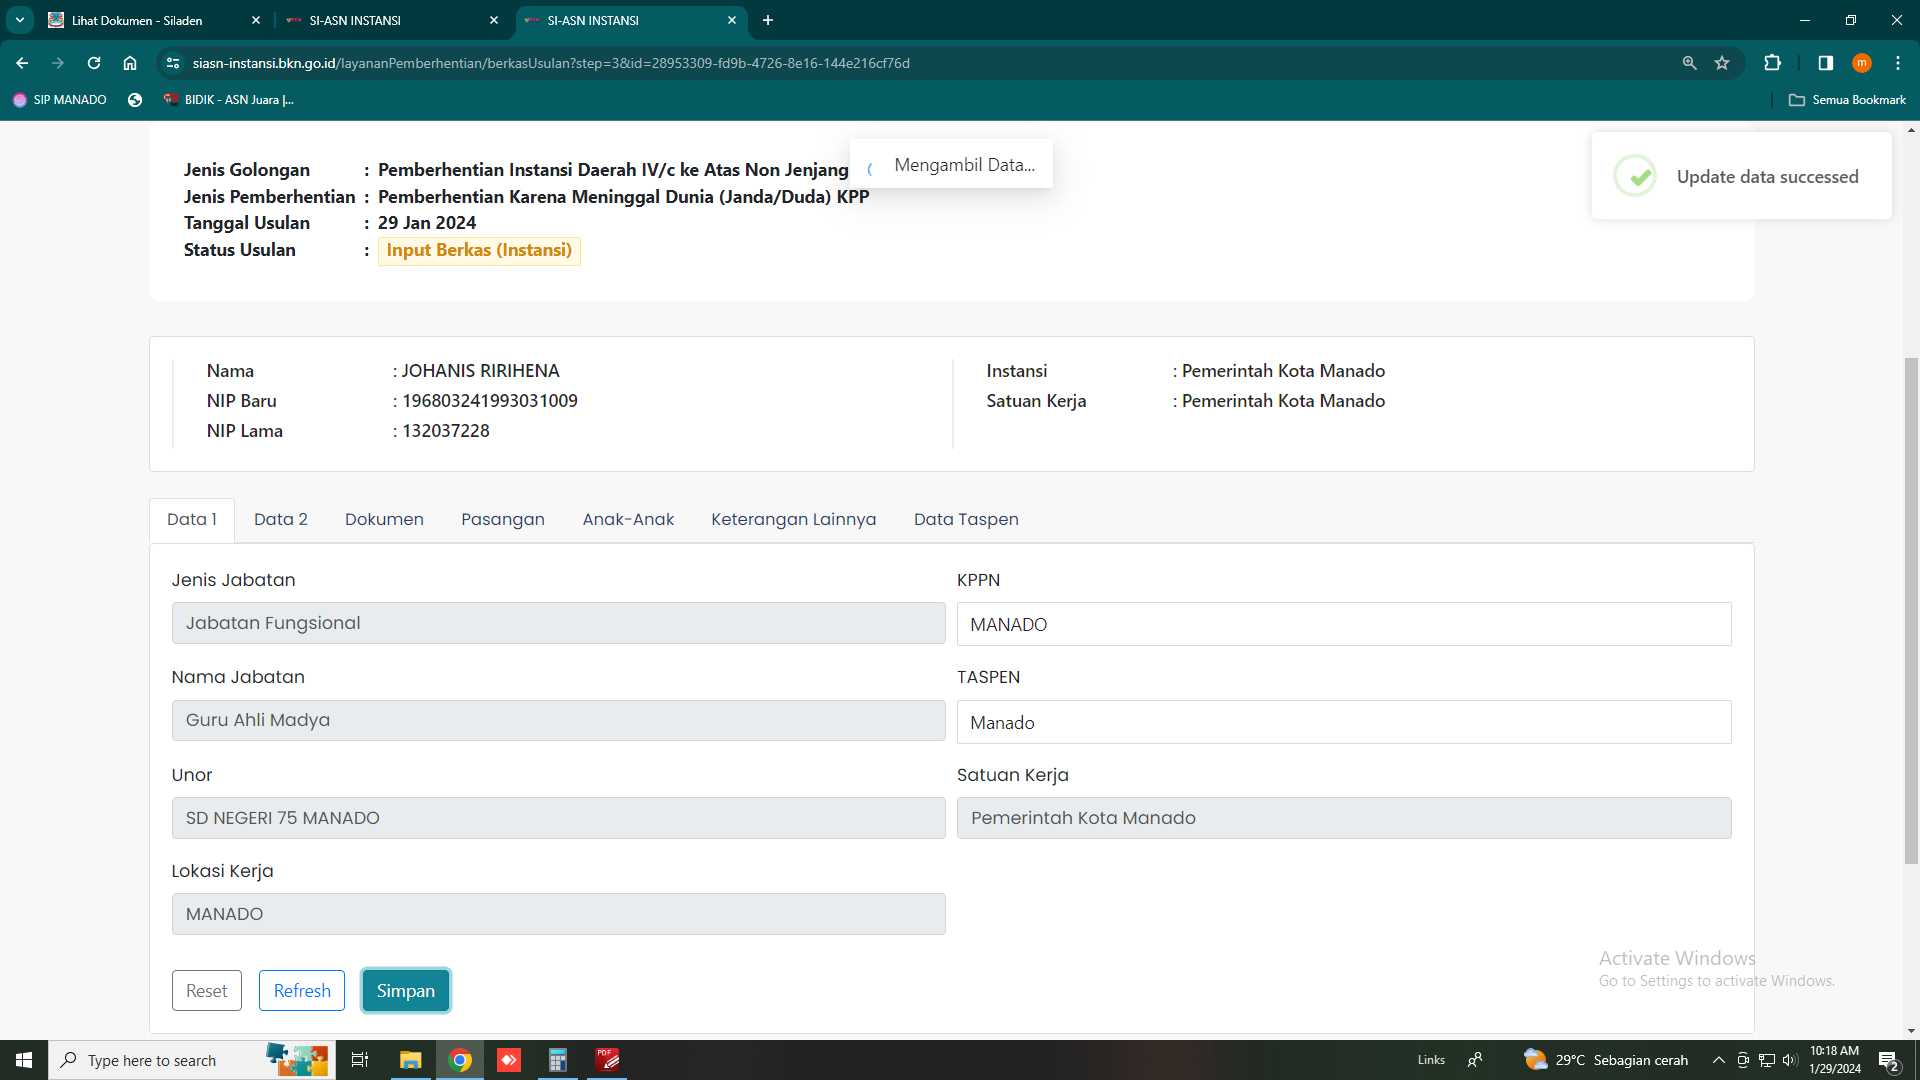 Lihat Dokumen - Siladen
SI-ASN INSTANSI
SI-ASN INSTANSI
siasn-instansi.bkn.go.id/layananPemberhentian/berkasUsulan?step=3&id=28953309-fd9b-4726-8e16-144e216cf76d
m
SIP MANADO
BIDIK - ASN Juara |...
Semua Bookmark
Jenis Golongan : Pemberhentian Instansi Daerah IV/c ke Atas Non Jenjang
Mengambil Data...
Update data successed
Jenis Pemberhentian : Pemberhentian Karena Meninggal Dunia (Janda/Duda) KPP
Tanggal Usulan : 29 Jan 2024
Status Usulan : Input Berkas (Instansi)
Nama : JOHANIS RIRIHENA
NIP Baru : 196803241993031009
NIP Lama : 132037228
Instansi : Pemerintah Kota Manado
Satuan Kerja : Pemerintah Kota Manado
Data 1 Data 2 Dokumen Pasangan Anak-Anak Keterangan Lainnya Data Taspen
Jenis Jabatan
Jabatan Fungsional
KPPN
MANADO
Nama Jabatan
Guru Ahli Madya
TASPEN
Manado
Unor
SD NEGERI 75 MANADO
Satuan Kerja
Pemerintah Kota Manado
Lokasi Kerja
MANADO
Reset Refresh Simpan
Activate Windows
Go to Settings to activate Windows.
Type here to search
PDF
Links
29°C Sebagian cerah
10:18 AM
1/29/2024
2